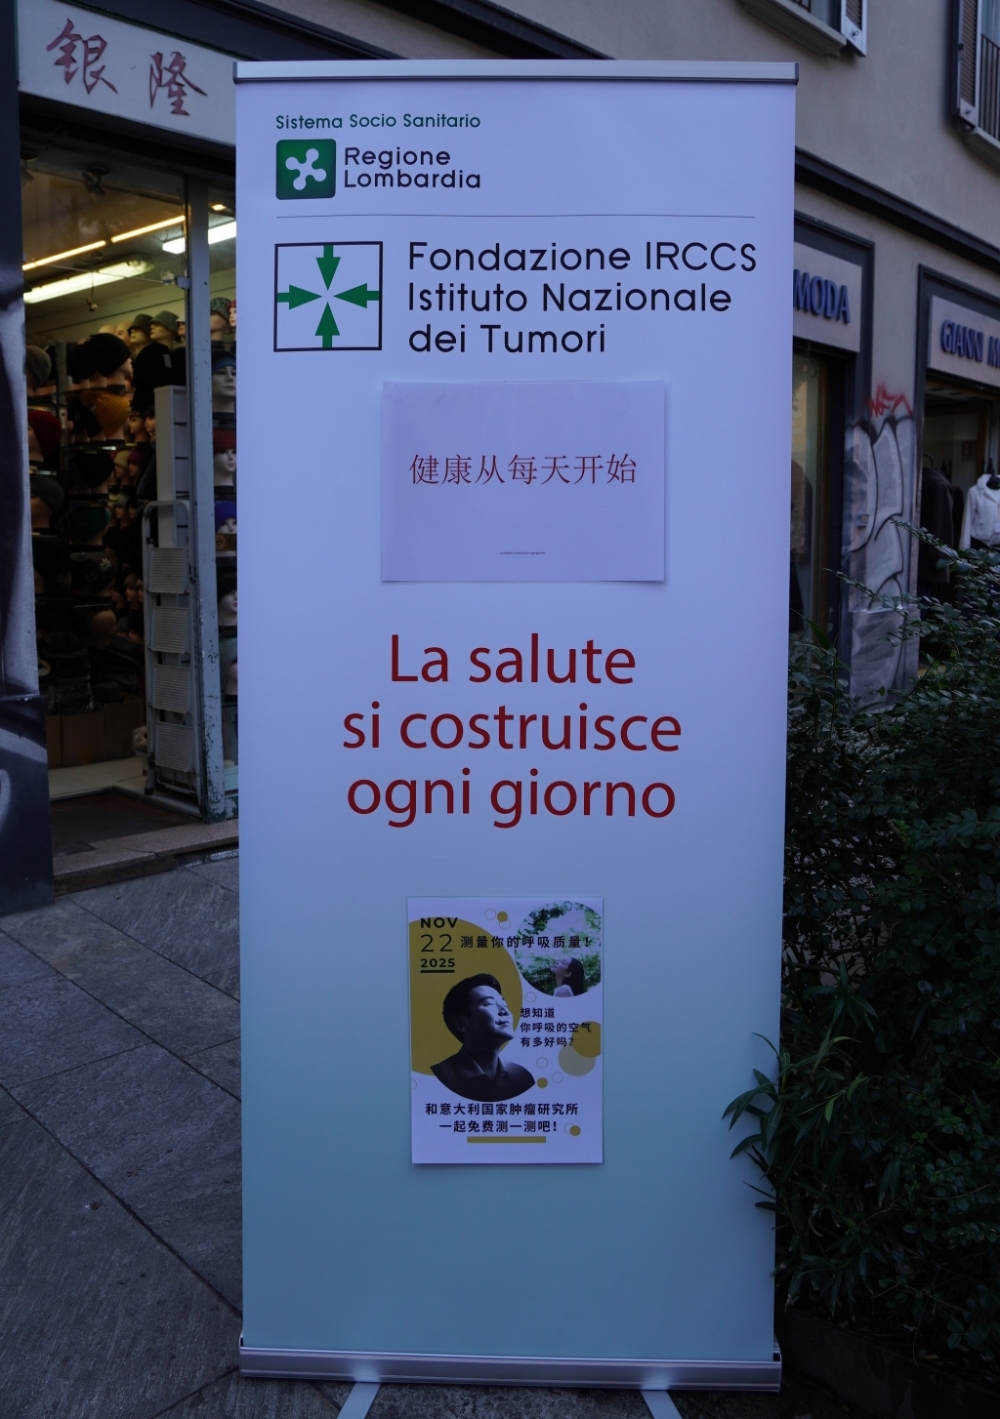 银隆
Sistema Socio Sanitario
Regione
Lombardia
Fondazione IRCCS
Istituto Nazionale
dei Tumori
MODA
GIANNI
健康从每天开始
La salute
si costruisce
ogni giorno
NOV
22
2025
测量你的呼吸质量!
想知道
你呼吸的空气
有多好吗?
和意大利国家肿瘤研究所
一起免费测一测吧!